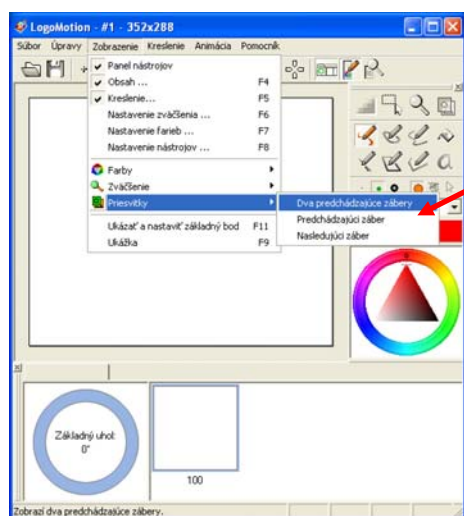 LogoMotion - #1 - 352x288
Súbor Úpravy Zobrazenie Kreslenie Animácia Pomocník
Panel nástrojov
Obsah ... F4
Kreslenie... F5
Nastavenie zväčšenia ... F6
Nastavenie farieb ... F7
Nastavenie nástrojov ... F8
Farby
Zväčšenie
Priesvitky
Dva predchádzajúce zábery
Predchádzajúci záber
Nasledujúci záber
Ukázať a nastaviť základný bod F11
Ukážka F9
Základný uhol:
0°
100
Zobrazí dva predchádzajúce zábery.